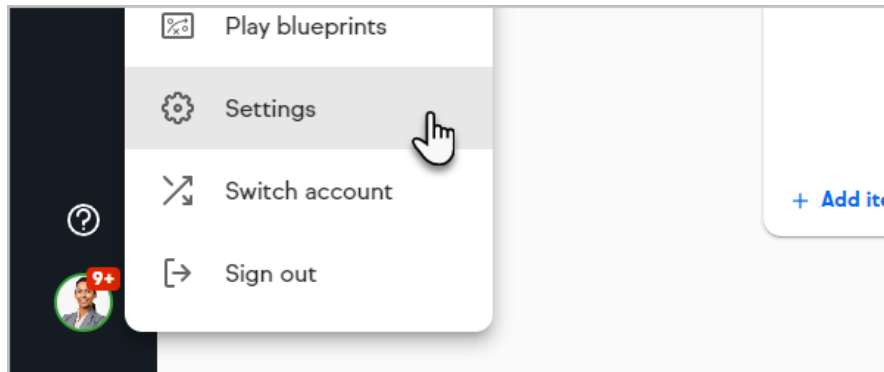 Play blueprints
Settings
Switch account
+ Add ite
Sign out
9+